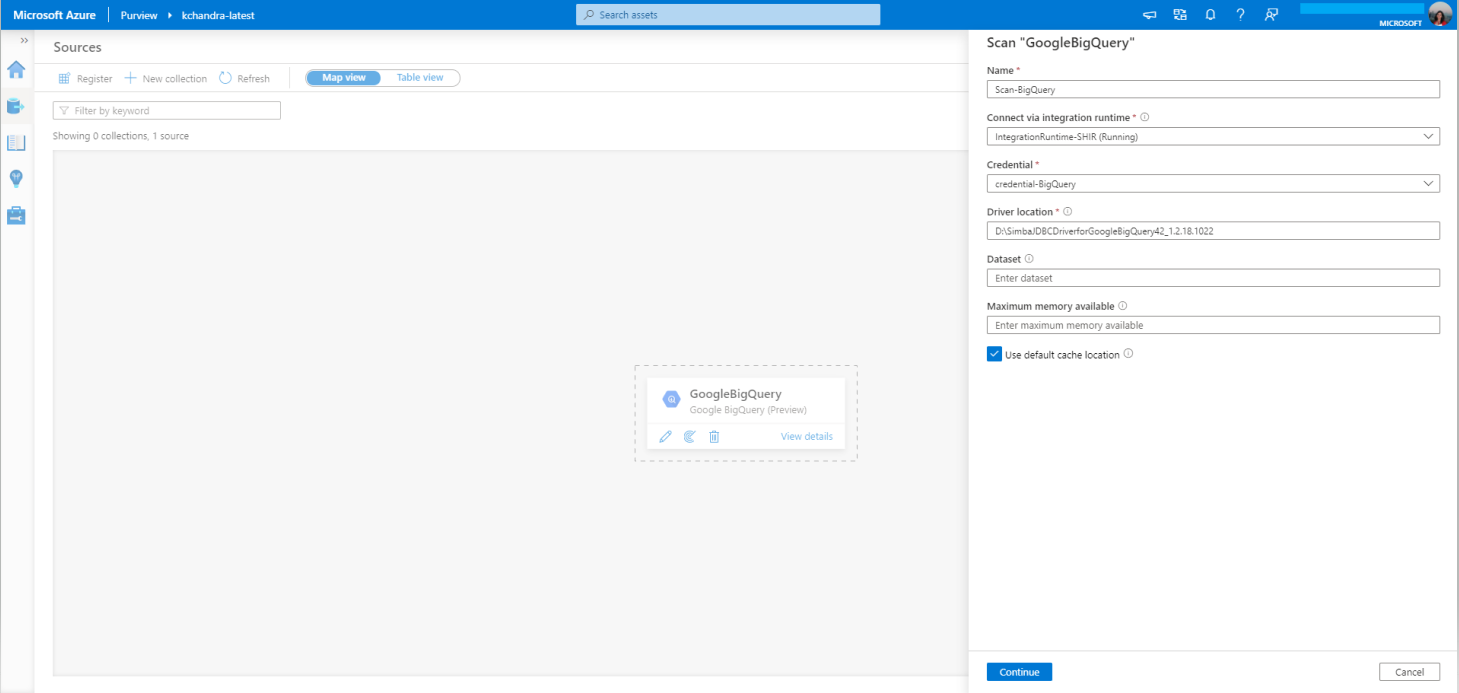 Microsoft Azure Purview kchandra-latest Search assets MICROSOFT
Sources
Register New collection Refresh Map view Table view
Filter by keyword
Showing 0 collections, 1 source
GoogleBigQuery
Google BigQuery (Preview)
View details
Scan "GoogleBigQuery"
Name *
Scan-BigQuery
Connect via integration runtime *
IntegrationRuntime-SHIR (Running)
Credential *
credential-BigQuery
Driver location *
D:\SimbaJDBCDriverforGoogleBigQuery42_1.2.18.1022
Dataset
Enter dataset
Maximum memory available
Enter maximum memory available
Use default cache location
Continue Cancel